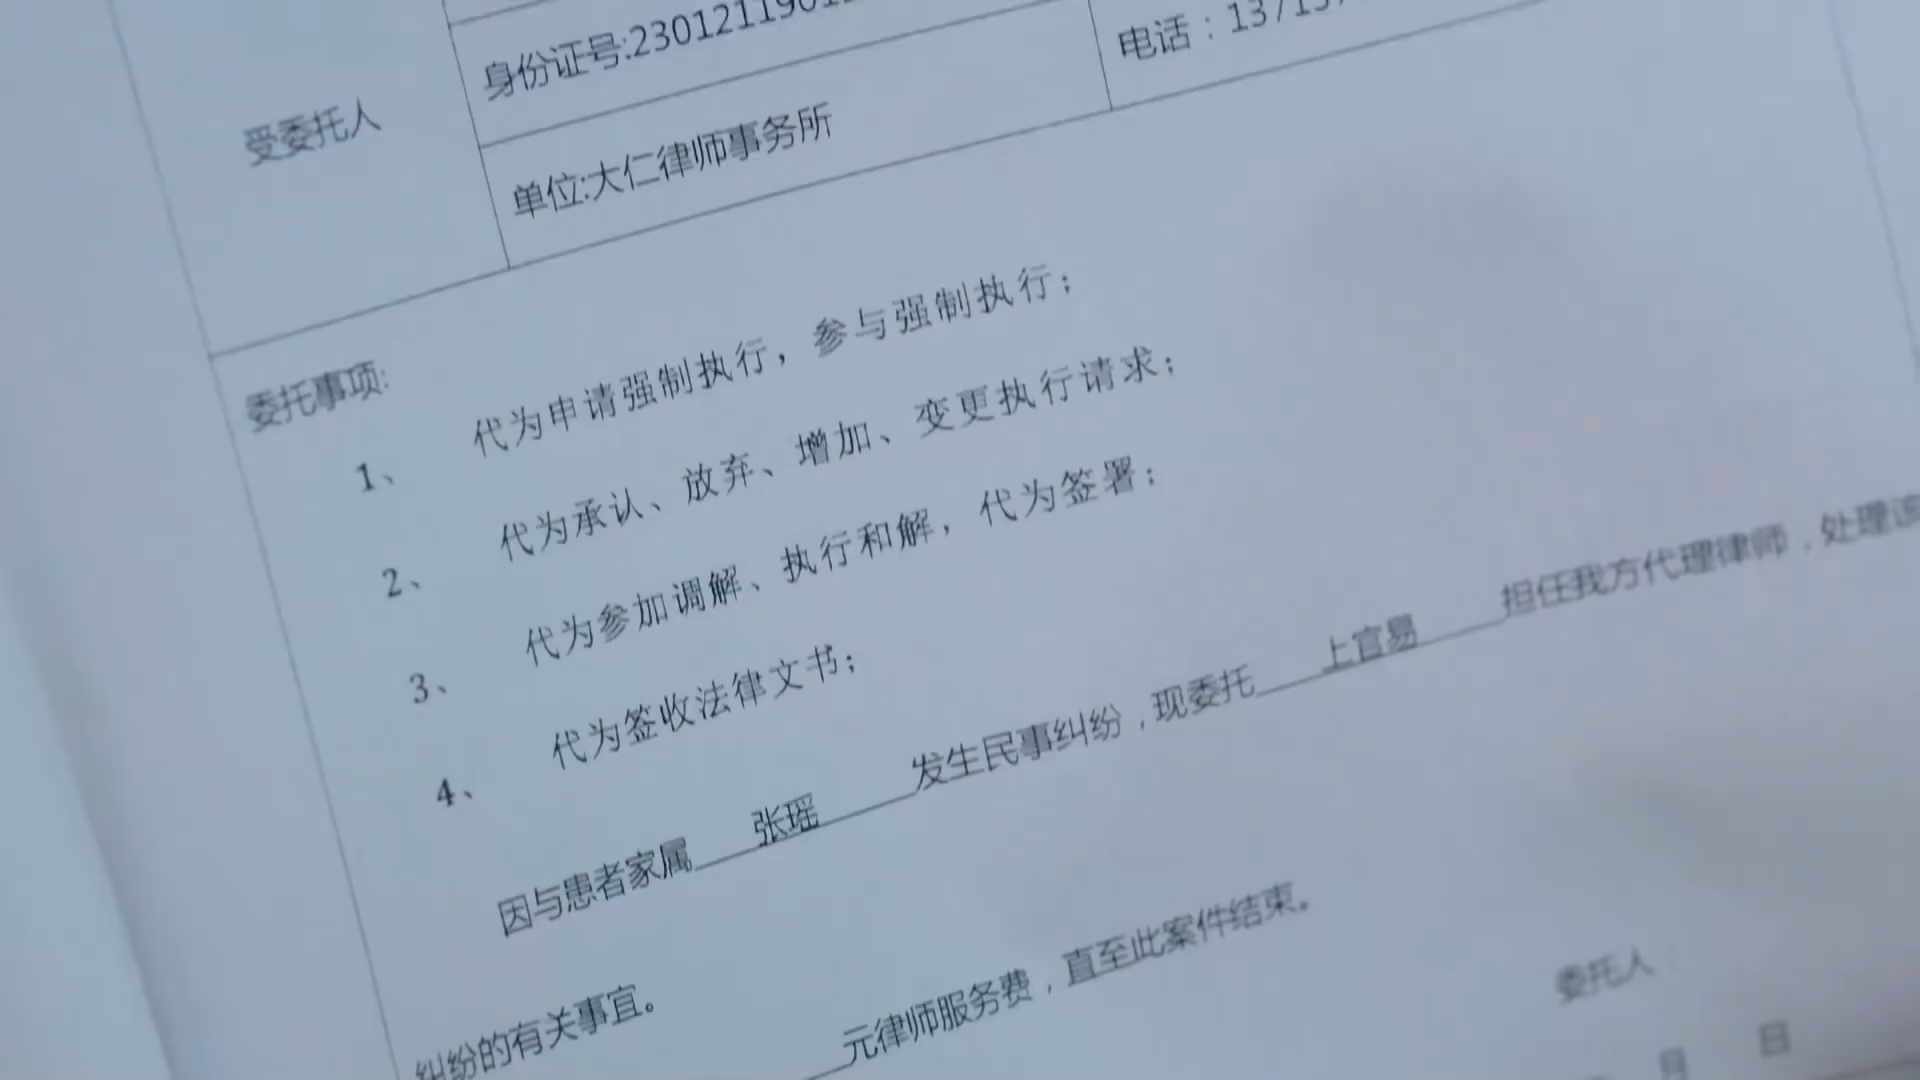 身份证号:230121196
电话：13713
受委托人
单位:大仁律师事务所
委托事项:
1、 代为申请强制执行，参与强制执行；
2、 代为承认、放弃、增加、变更执行请求；
3、 代为参加调解、执行和解，代为签署；
4、 代为签收法律文书；
因与患者家属 张瑶 发生民事纠纷，现委托 上官易 担任我方代理律师，处理该
纠纷的有关事宜。
元律师服务费，直至此案件结束。
委托人：
月 日